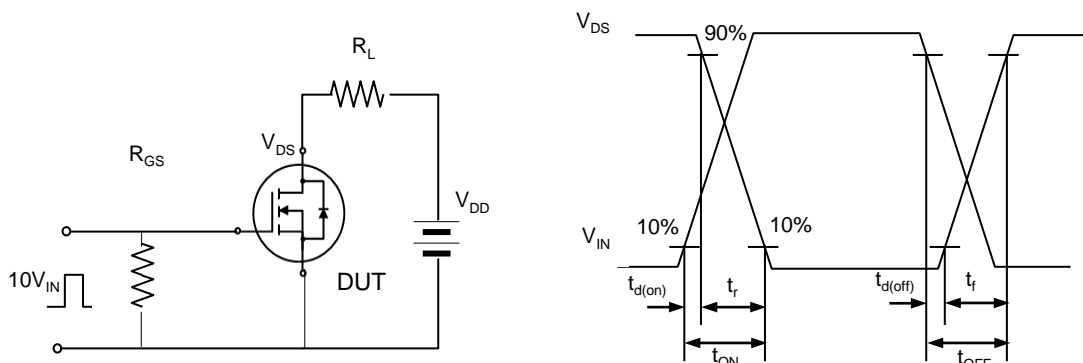 R_L
V_DS
R_GS
V_DD
10V_IN
DUT
V_DS
90%
V_IN
10%
10%
t_d(on)
t_r
t_d(off)
t_f
t_ON
t_OFF